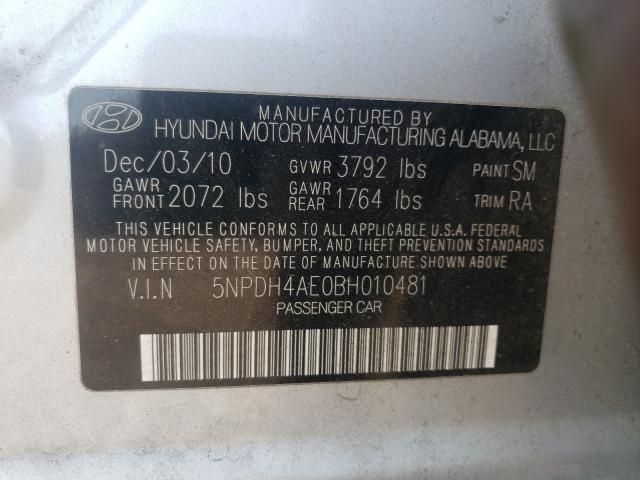 MANUFACTURED BY
HYUNDAI MOTOR MANUFACTURING ALABAMA, LLC
Dec/03/10 GVWR 3792 lbs PAINT SM
GAWR FRONT 2072 lbs GAWR REAR 1764 lbs TRIM RA
THIS VEHICLE CONFORMS TO ALL APPLICABLE U.S.A. FEDERAL
MOTOR VEHICLE SAFETY, BUMPER, AND THEFT PREVENTION STANDARDS
IN EFFECT ON THE DATE OF MANUFACTURE SHOWN ABOVE
V.I.N 5NPDH4AE0BH010481
PASSENGER CAR